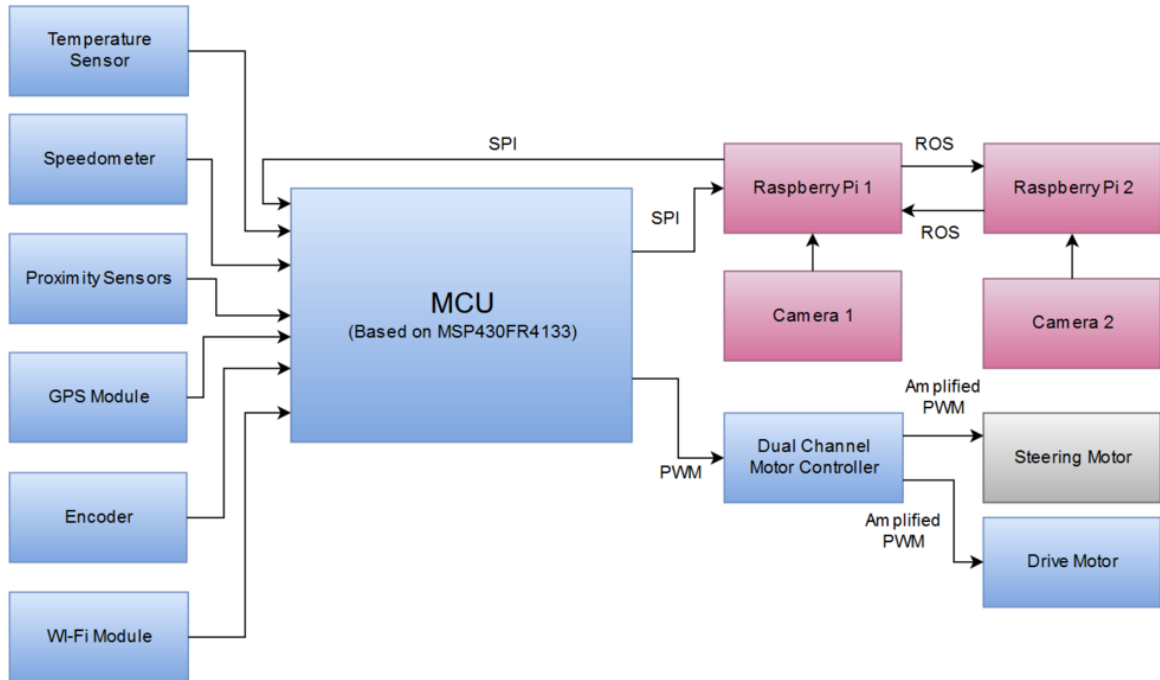 Temperature
Sensor
Speedometer
Proximity Sensors
GPS Module
Encoder
WI-Fi Module
MCU
(Based on MSP430FR4133)
SPI
SPI
PWM
Raspberry Pi 1
ROS
ROS
Raspberry Pi 2
Camera 1
Camera 2
Dual Channel
Motor Controller
Amplified
PWM
Amplified
PWM
Steering Motor
Drive Motor